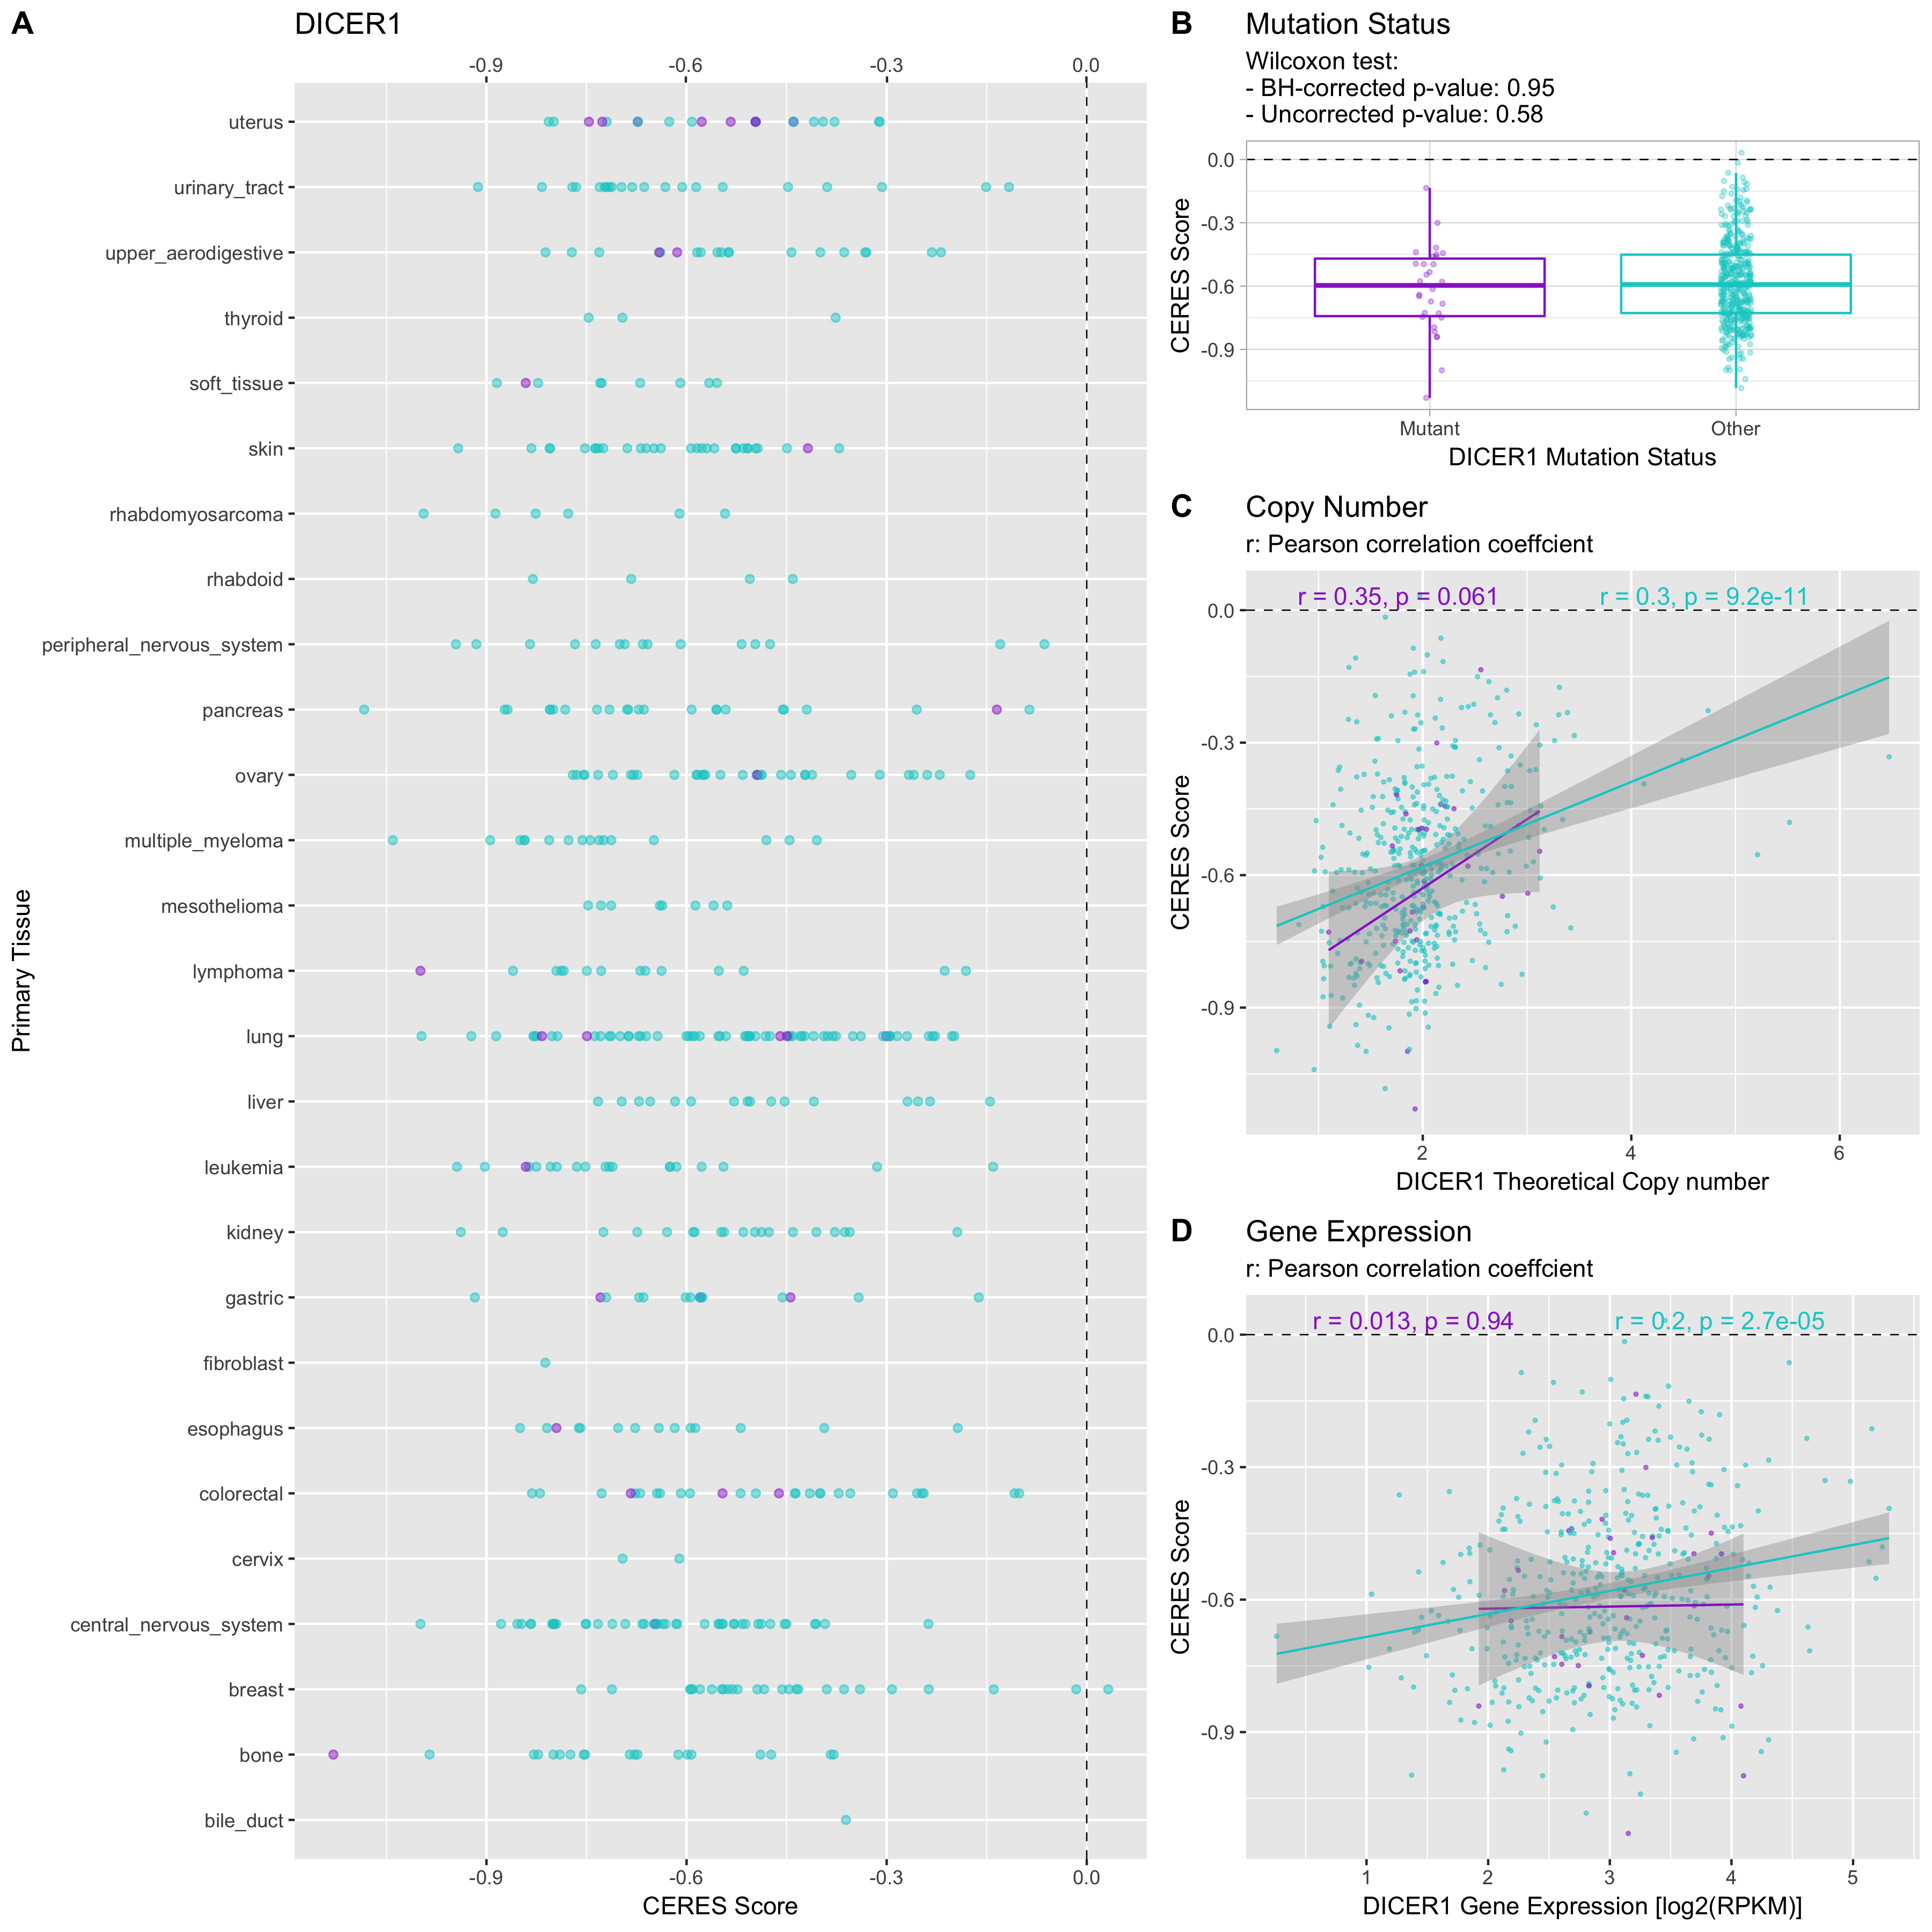 A
DICER1
-0.9 -0.6 -0.3 0.0
uterus
urinary_tract
upper_aerodigestive
thyroid
soft_tissue
skin
rhabdomyosarcoma
rhabdoid
peripheral_nervous_system
pancreas
ovary
multiple_myeloma
mesothelioma
lymphoma
lung
liver
leukemia
kidney
gastric
fibroblast
esophagus
colorectal
cervix
central_nervous_system
breast
bone
bile_duct
Primary Tissue
-0.9 -0.6 -0.3 0.0
CERES Score
B
Mutation Status
Wilcoxon test:
- BH-corrected p-value: 0.95
- Uncorrected p-value: 0.58
0.0
-0.3
-0.6
-0.9
CERES Score
Mutant Other
DICER1 Mutation Status
C
Copy Number
r: Pearson correlation coeffcient
r = 0.35, p = 0.061 r = 0.3, p = 9.2e-11
0.0
-0.3
-0.6
-0.9
CERES Score
2 4 6
DICER1 Theoretical Copy number
D
Gene Expression
r: Pearson correlation coeffcient
r = 0.013, p = 0.94 r = 0.2, p = 2.7e-05
0.0
-0.3
-0.6
-0.9
CERES Score
1 2 3 4 5
DICER1 Gene Expression [log2(RPKM)]